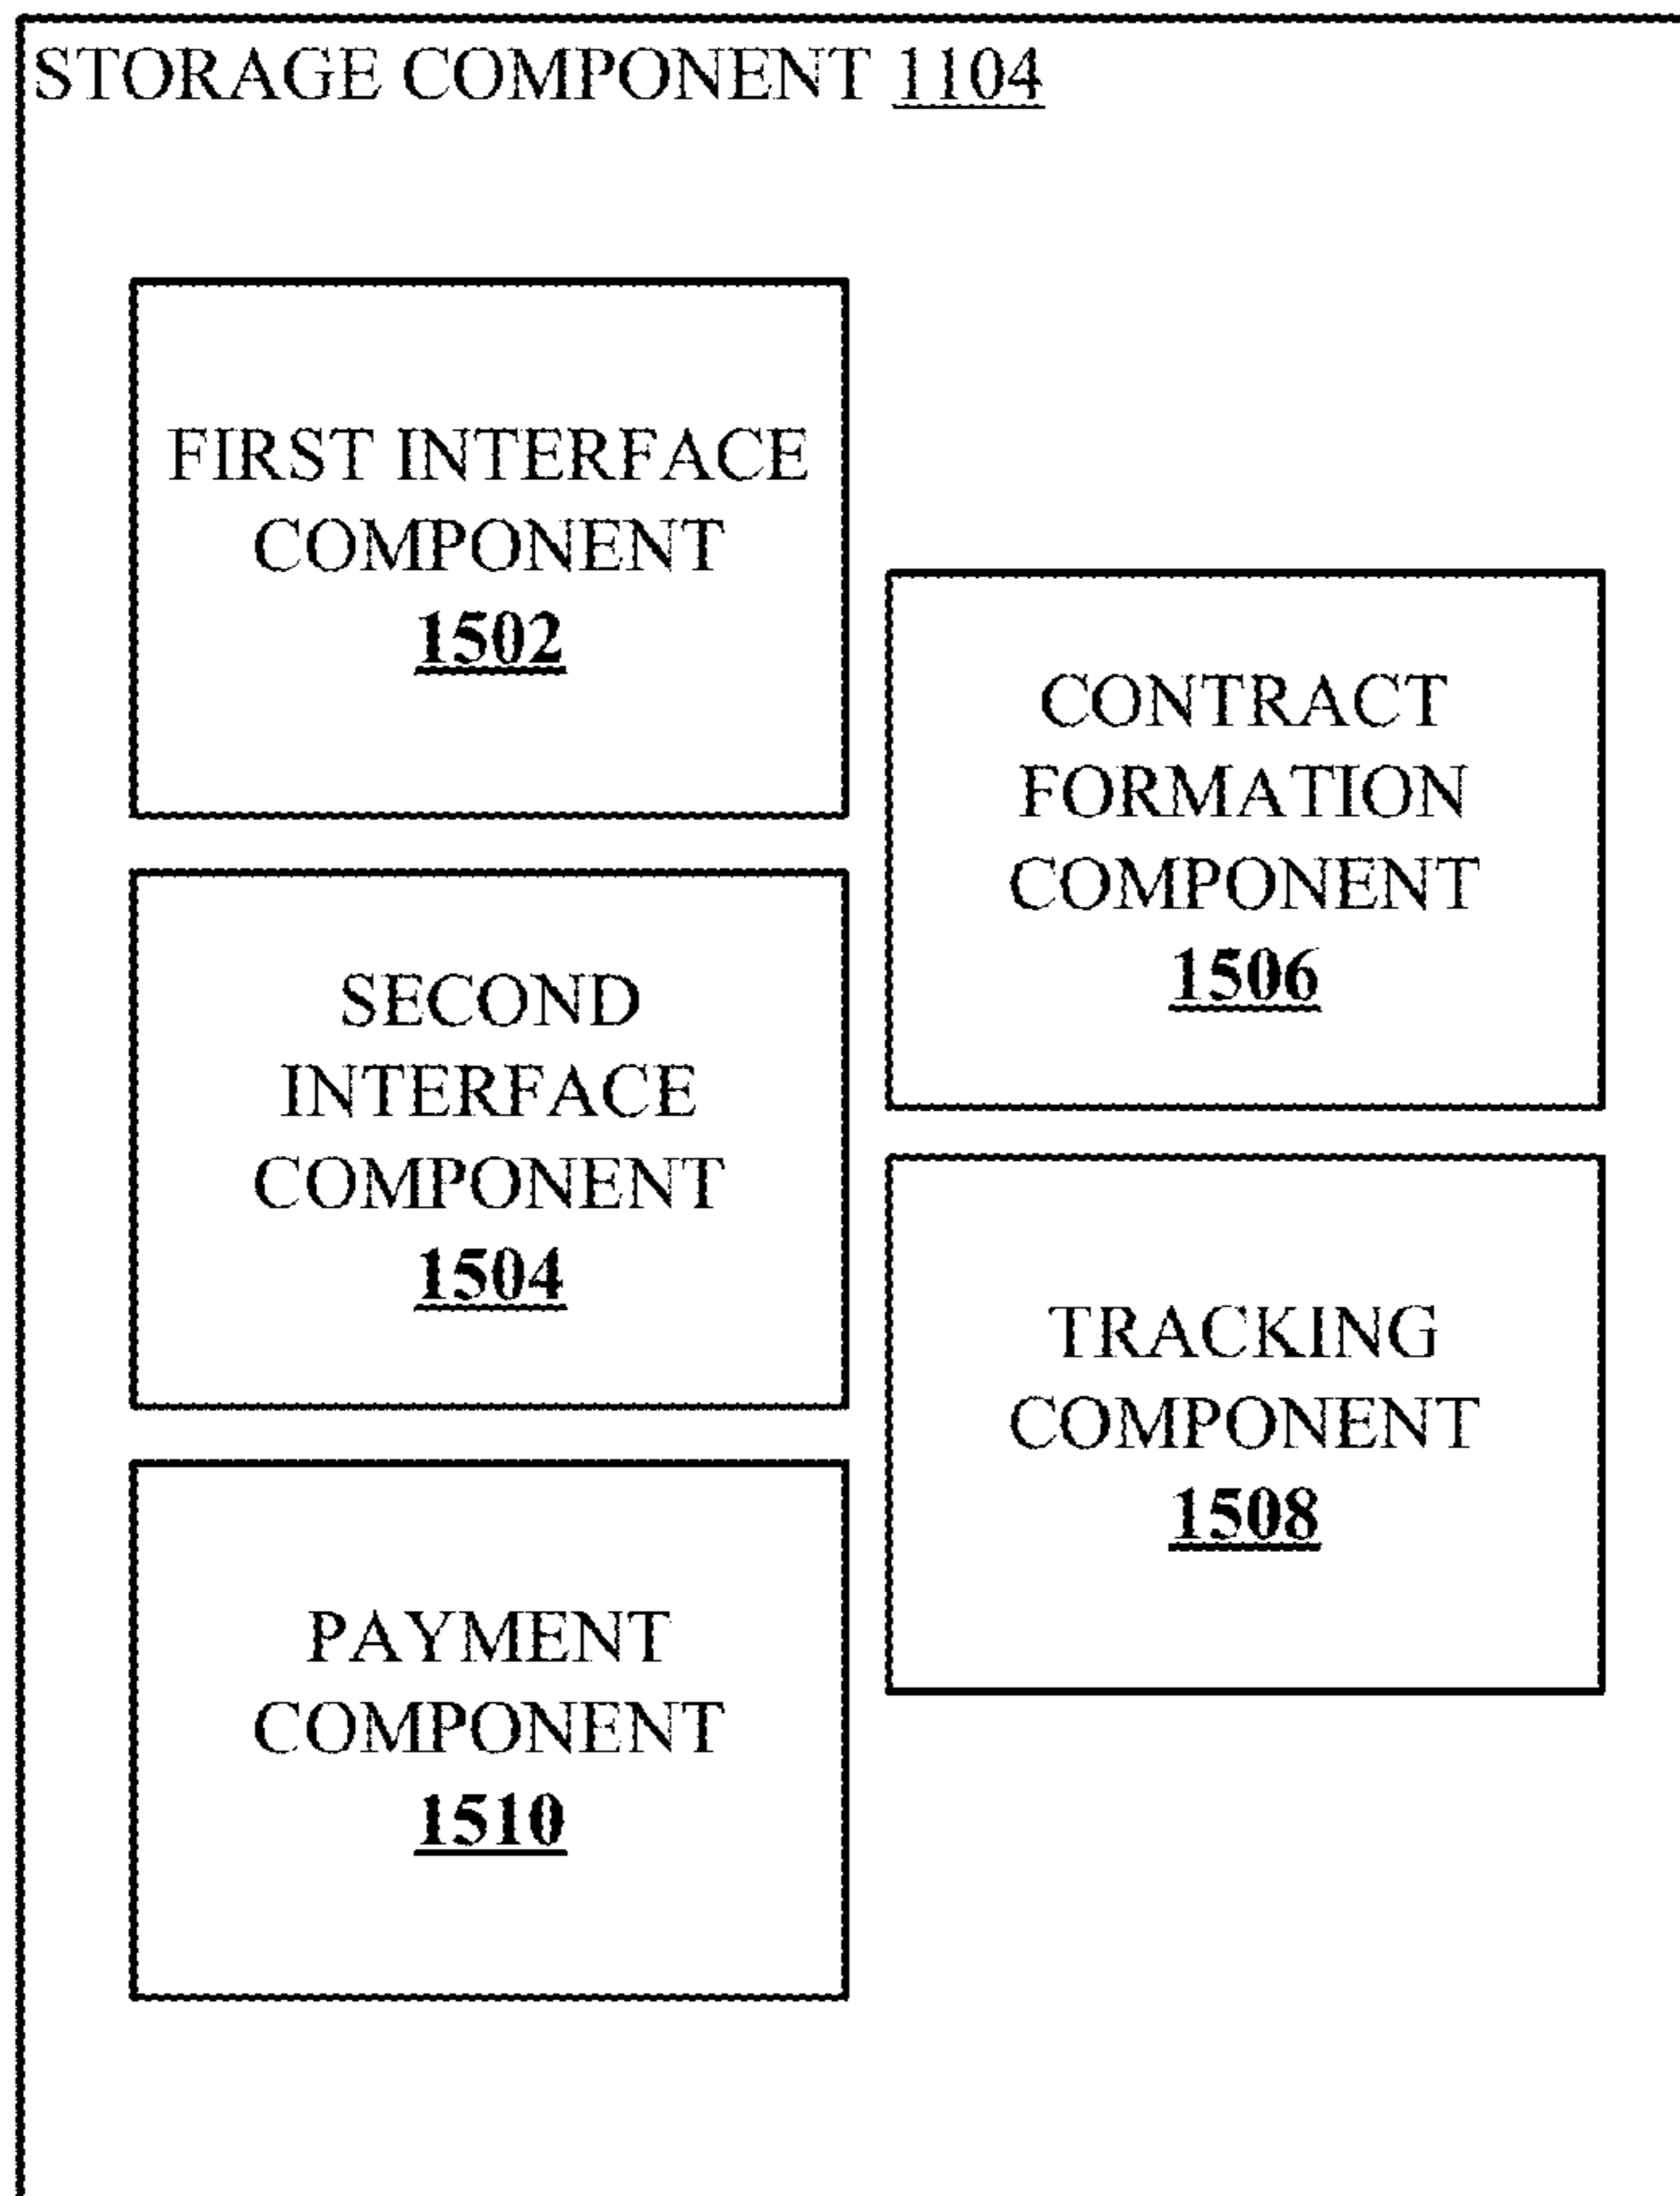 STORAGE COMPONENT 1104
FIRST INTERFACE
COMPONENT
1502
SECOND
INTERFACE
COMPONENT
1504
PAYMENT
COMPONENT
1510
CONTRACT
FORMATION
COMPONENT
1506
TRACKING
COMPONENT
1508